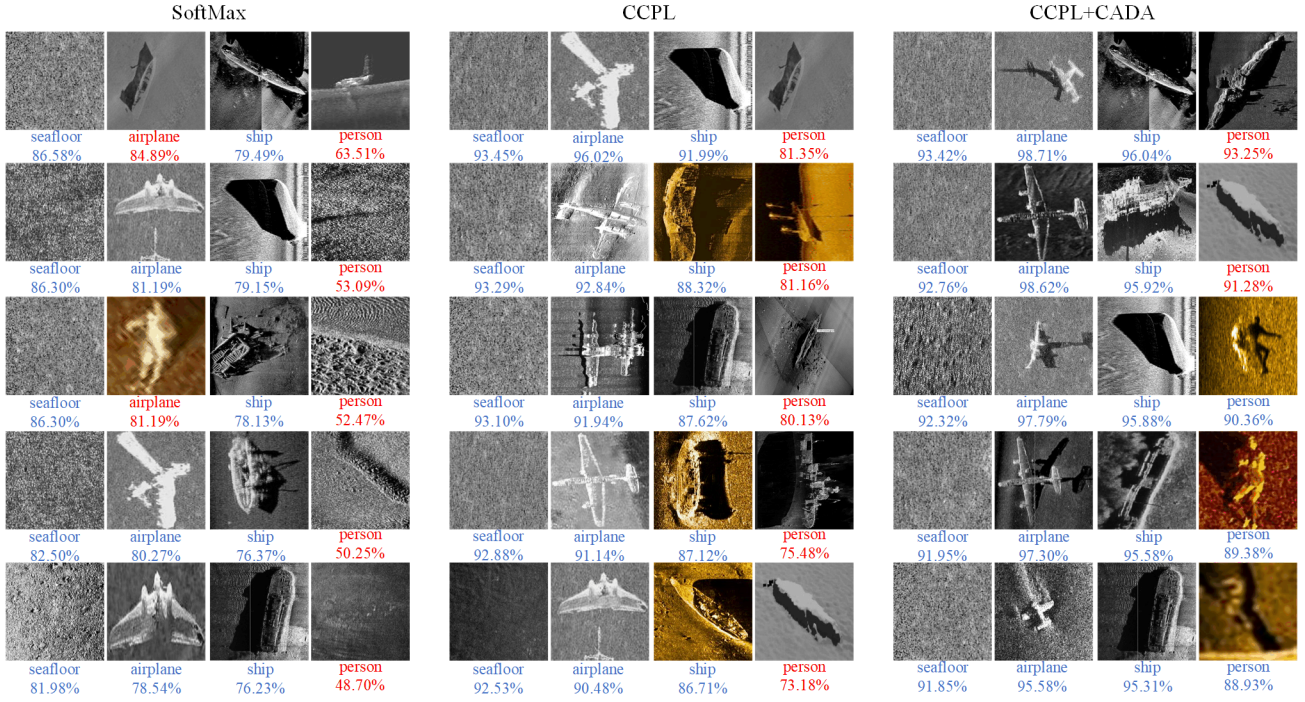 SoftMax CCPL CCPL+CADA
seafloor airplane ship person seafloor airplane ship person seafloor airplane ship person
86.58% 84.89% 79.49% 63.51% 93.45% 96.02% 91.99% 81.35% 93.42% 98.71% 96.04% 93.25%
seafloor airplane ship person seafloor airplane ship person seafloor airplane ship person
86.30% 81.19% 79.15% 53.09% 93.29% 92.84% 88.32% 81.16% 92.76% 98.62% 95.92% 91.28%
seafloor airplane ship person seafloor airplane ship person seafloor airplane ship person
86.30% 81.19% 78.13% 52.47% 93.10% 91.94% 87.62% 80.13% 92.32% 97.79% 95.88% 90.36%
seafloor airplane ship person seafloor airplane ship person seafloor airplane ship person
82.50% 80.27% 76.37% 50.25% 92.88% 91.14% 87.12% 75.48% 91.95% 97.30% 95.58% 89.38%
seafloor airplane ship person seafloor airplane ship person seafloor airplane ship person
81.98% 78.54% 76.23% 48.70% 92.53% 90.48% 86.71% 73.18% 91.85% 95.58% 95.31% 88.93%